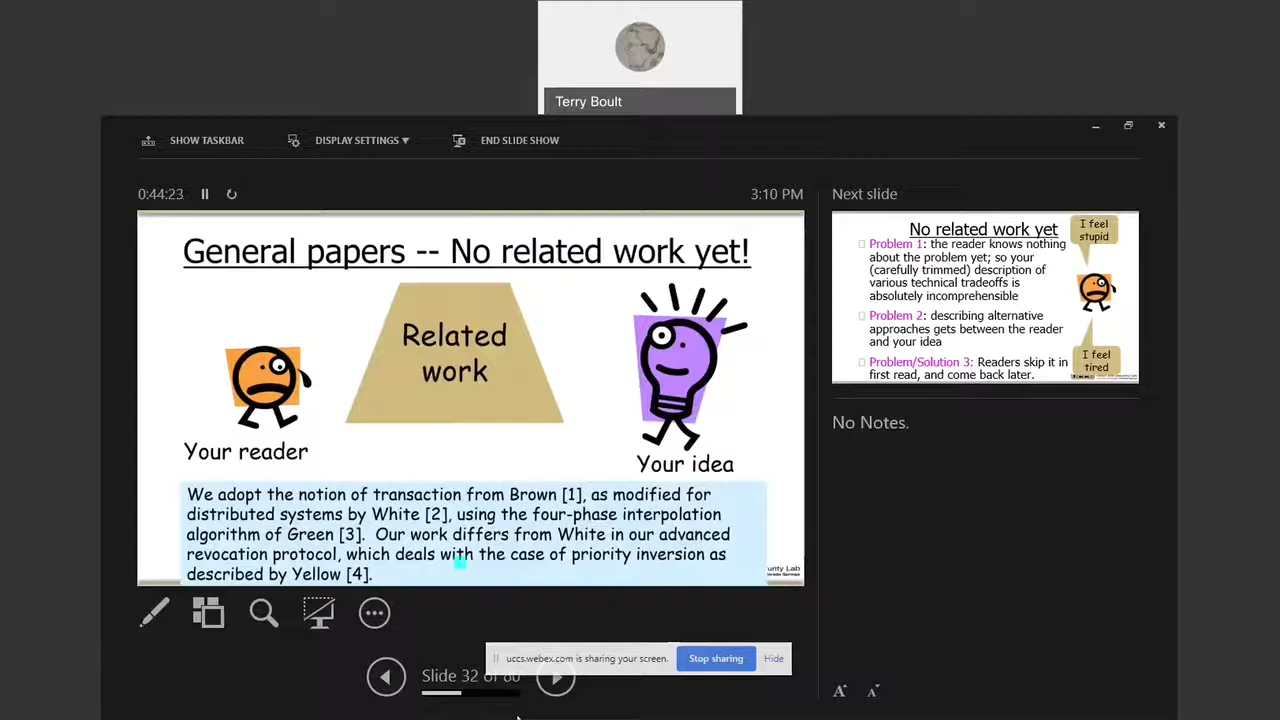 Terry Boult
SHOW TASKBAR
DISPLAY SETTINGS ▼
END SLIDE SHOW
0:44:23
3:10 PM
Next slide
General papers -- No related work yet!
Related
work
Your reader
Your idea
We adopt the notion of transaction from Brown [1], as modified for
distributed systems by White [2], using the four-phase interpolation
algorithm of Green [3]. Our work differs from White in our advanced
revocation protocol, which deals with the case of priority inversion as
described by Yellow [4].
urity Lab
No related work yet
I feel
stupid
Problem 1: the reader knows nothing
about the problem yet; so your
(carefully trimmed) description of
various technical tradeoffs is
absolutely incomprehensible
Problem 2: describing alternative
approaches gets between the reader
and your idea
I feel
tired
Problem/Solution 3: Readers skip it in
first read, and come back later.
No Notes.
uccs.webex.com is sharing your screen.
Stop sharing
Hide
Slide 32 of 80
A
A